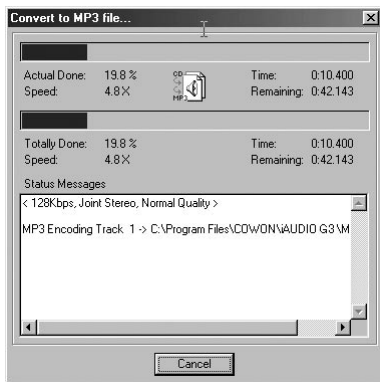 Convert to MP3 file...
Actual Done: 19.8 % Time: 0:10.400
Speed: 4.8X CD MP3 Remaining: 0:42.143
Totally Done: 19.8 % Time: 0:10.400
Speed: 4.8X Remaining: 0:42.143
Status Messages
< 128Kbps, Joint Stereo, Normal Quality >
MP3 Encoding Track 1 -> C:\Program Files\COWON\iAUDIO G3\M
Cancel